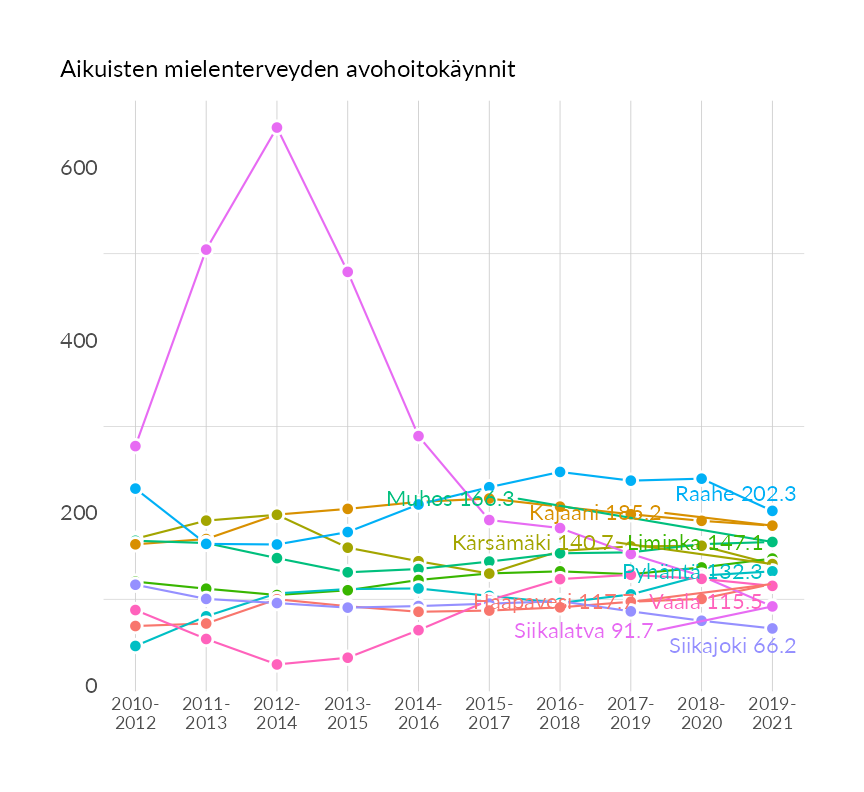 Aikuisten mielenterveyden avohoitokäynnit
600
400
200
0
Raahe 202.3
Muhos 166.3
Kajaani 185.2
Kärsämäki 140.7
Liminka 147.1
Pyhäntä 132.3
Vaala 115.5
Siikalatva 91.7
Siikajoki 66.2
2010-2012
2011-2013
2012-2014
2013-2015
2014-2016
2015-2017
2016-2018
2017-2019
2018-2020
2019-2021